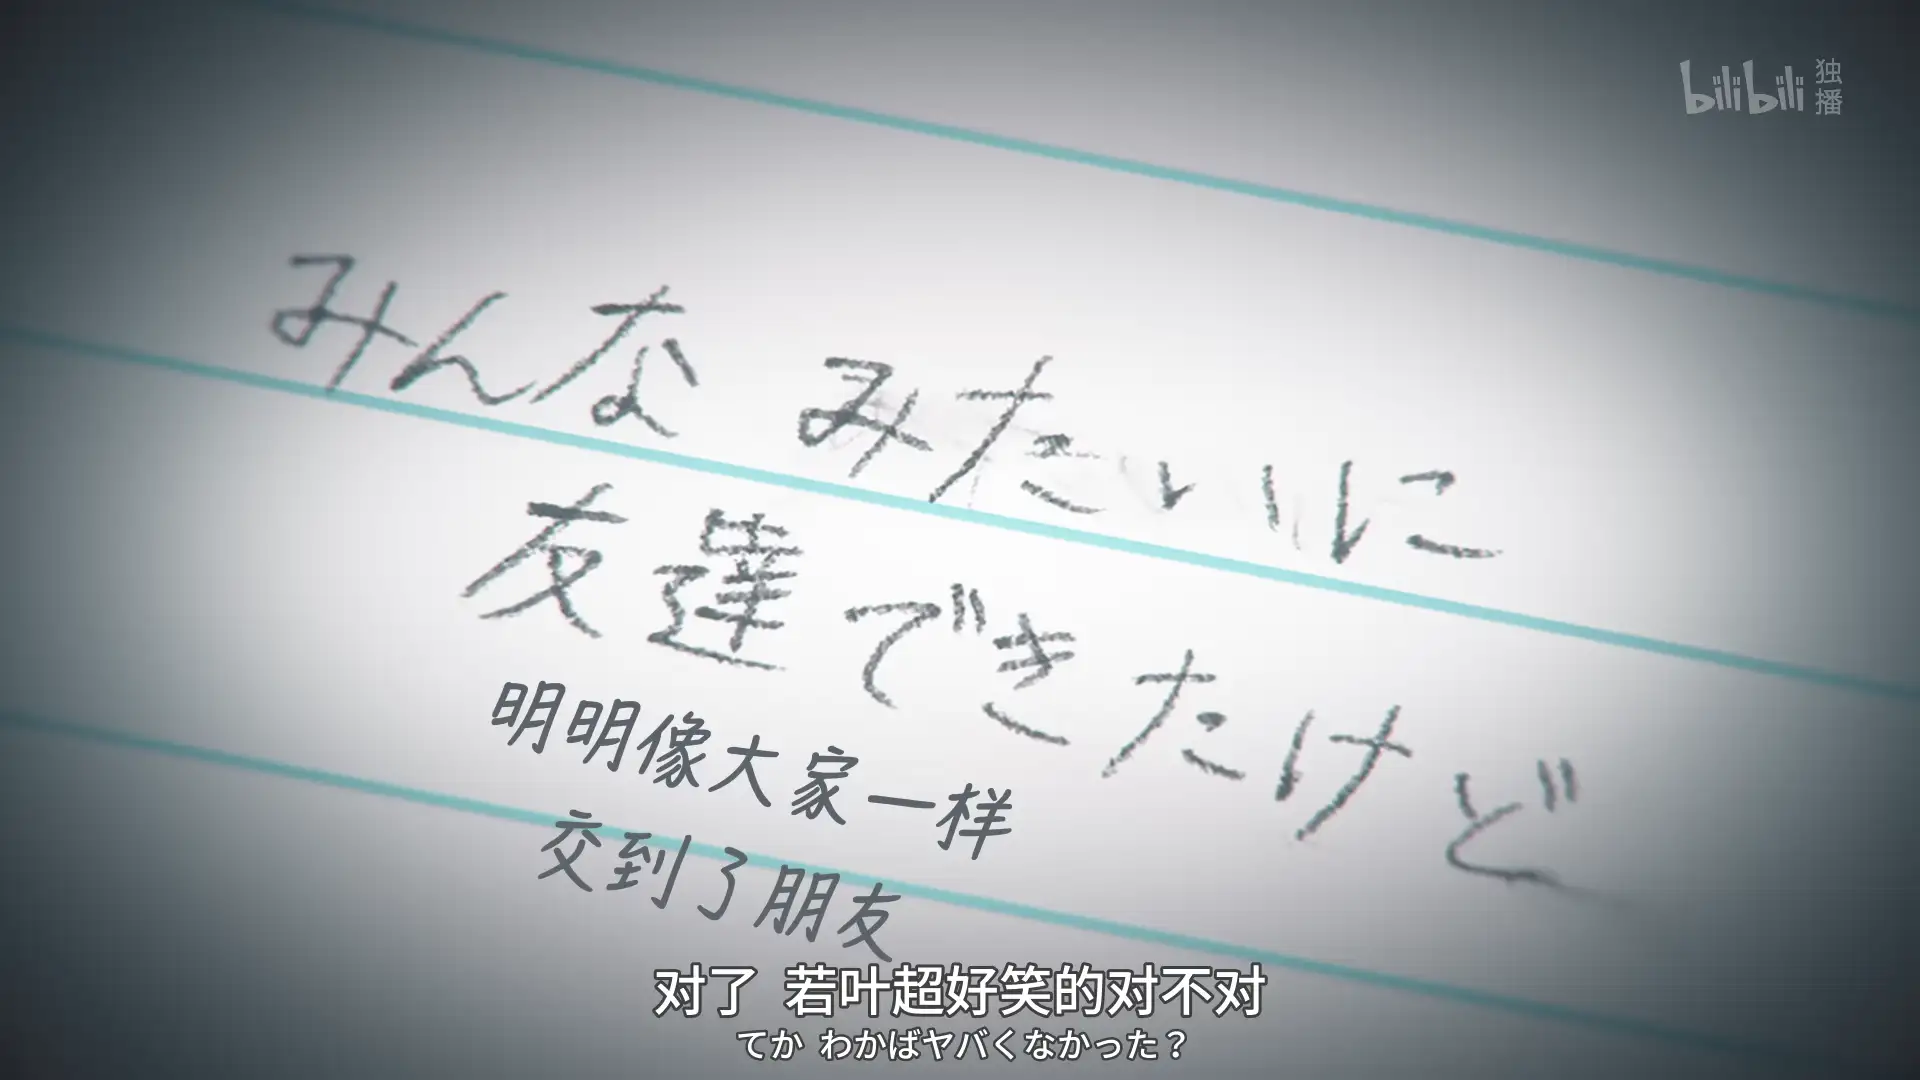 bilibili 独播
みんなみたいに
友達できたけど
明明像大家一样
交到了朋友
对了 若叶超好笑的对不对
てか わかばヤバくなかった？